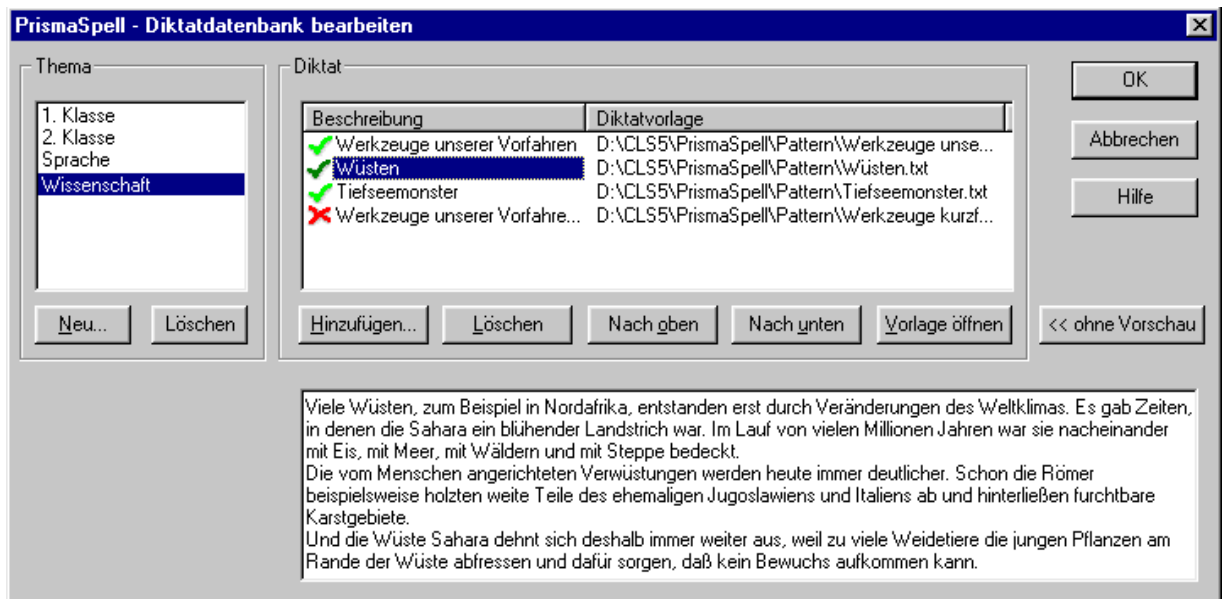 PrismaSpell - Diktatdatenbank bearbeiten
Thema
1. Klasse
2. Klasse
Sprache
Wissenschaft
Neu...
Löschen
Diktat
Beschreibung
Diktatvorlage
Werkzeuge unserer Vorfahren
D:\CLS5\PrismaSpell\Pattern\Werkzeuge unse...
Wüsten
D:\CLS5\PrismaSpell\Pattern\Wüsten.txt
Tiefseemonster
D:\CLS5\PrismaSpell\Pattern\Tiefseemonster.txt
Werkzeuge unserer Vorfahre...
D:\CLS5\PrismaSpell\Pattern\Werkzeuge kurzf...
Hinzufügen...
Löschen
Nach oben
Nach unten
Vorlage öffnen
OK
Abbrechen
Hilfe
<< ohne Vorschau
Viele Wüsten, zum Beispiel in Nordafrika, entstanden erst durch Veränderungen des Weltklimas. Es gab Zeiten,
in denen die Sahara ein blühender Landstrich war. Im Lauf von vielen Millionen Jahren war sie nacheinander
mit Eis, mit Meer, mit Wäldern und mit Steppe bedeckt.
Die vom Menschen angerichteten Verwüstungen werden heute immer deutlicher. Schon die Römer
beispielsweise holzten weite Teile des ehemaligen Jugoslawiens und Italiens ab und hinterließen furchtbare
Karstgebiete.
Und die Wüste Sahara dehnt sich deshalb immer weiter aus, weil zu viele Weidetiere die jungen Pflanzen am
Rande der Wüste abfressen und dafür sorgen, daß kein Bewuchs aufkommen kann.